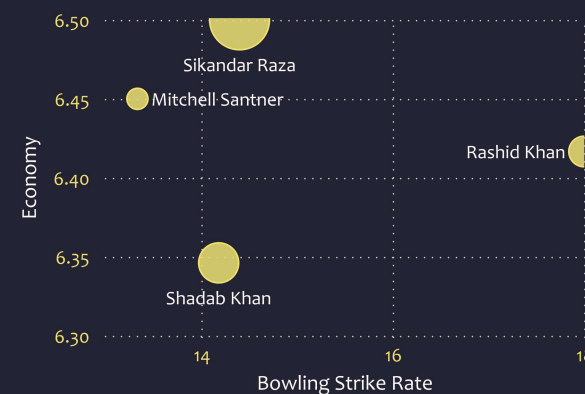 6.50
Sikandar Raza
6.45
Mitchell Santner
Rashid Khan
6.40
Economy
6.35
Shadab Khan
6.30
14
16
Bowling Strike Rate